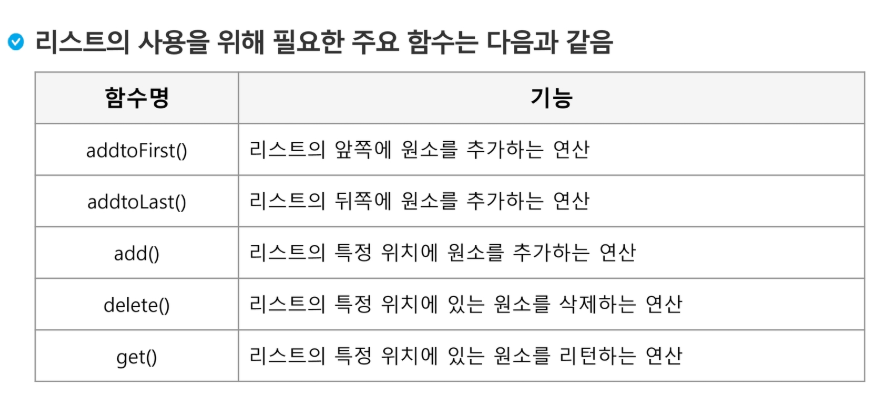 리스트의 사용을 위해 필요한 주요 함수는 다음과 같음
함수명 기능
addtoFirst() 리스트의 앞쪽에 원소를 추가하는 연산
addtoLast() 리스트의 뒤쪽에 원소를 추가하는 연산
add() 리스트의 특정 위치에 원소를 추가하는 연산
delete() 리스트의 특정 위치에 있는 원소를 삭제하는 연산
get() 리스트의 특정 위치에 있는 원소를 리턴하는 연산